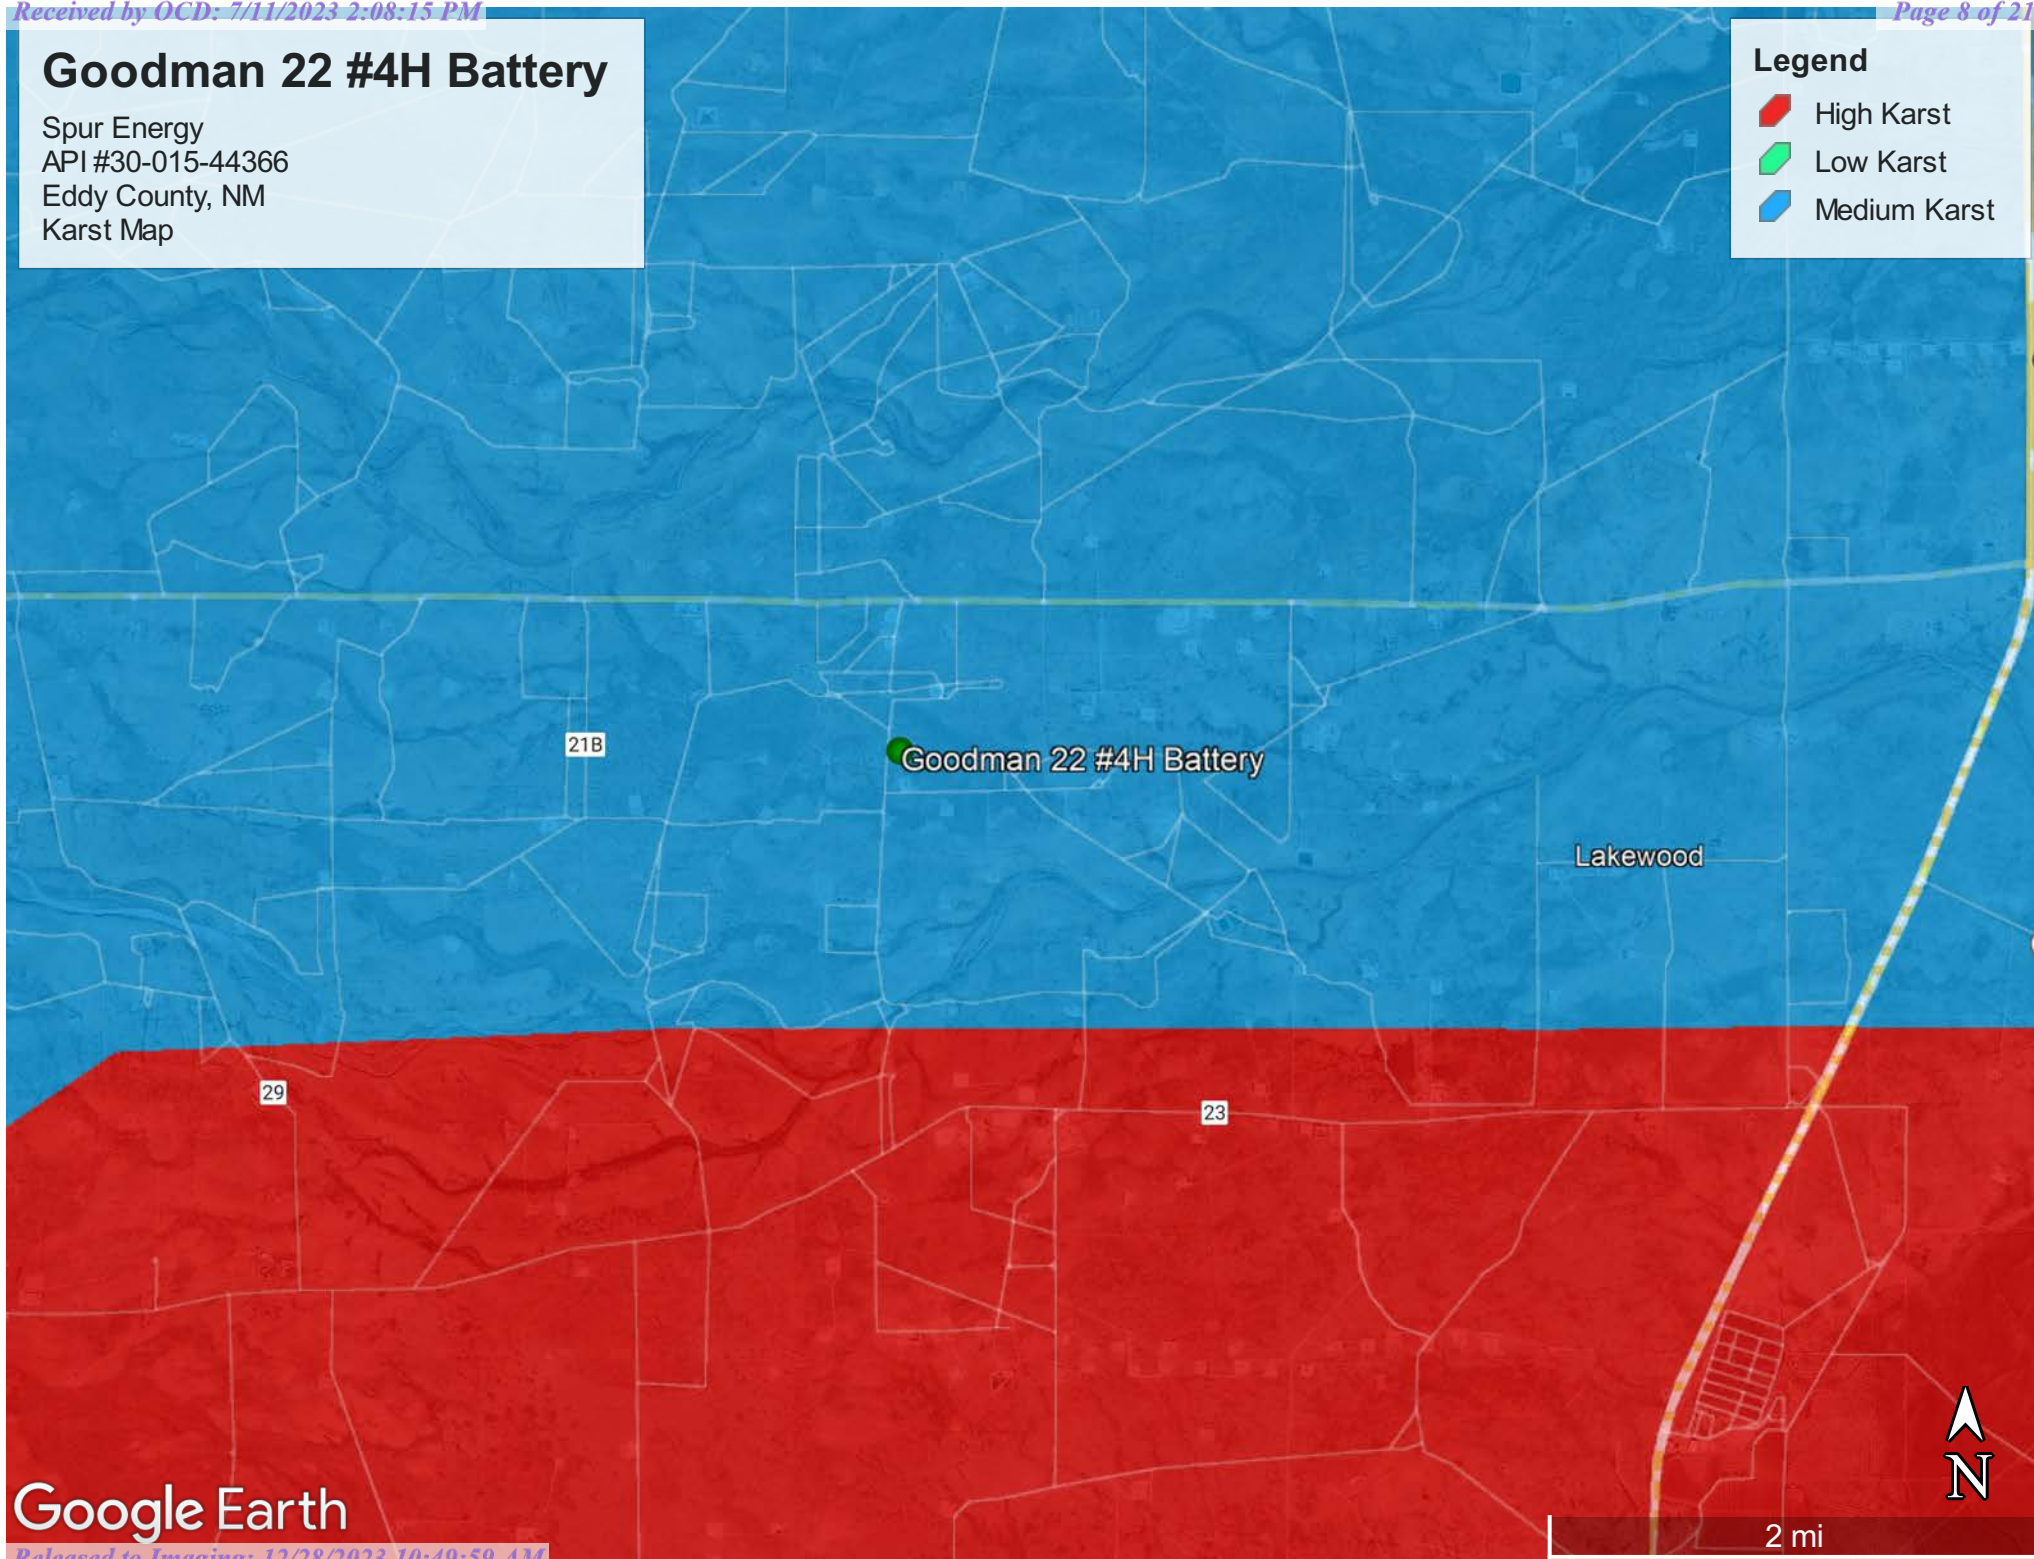 Received by OCD: 7/11/2023 2:08:15 PM
Page 8 of 21
Goodman 22 #4H Battery
Spur Energy
API #30-015-44366
Eddy County, NM
Karst Map
Legend
High Karst
Low Karst
Medium Karst
21B
Goodman 22 #4H Battery
Lakewood
29
23
N
Google Earth
2 mi
Released to Imaging: 12/28/2023 10:49:59 AM